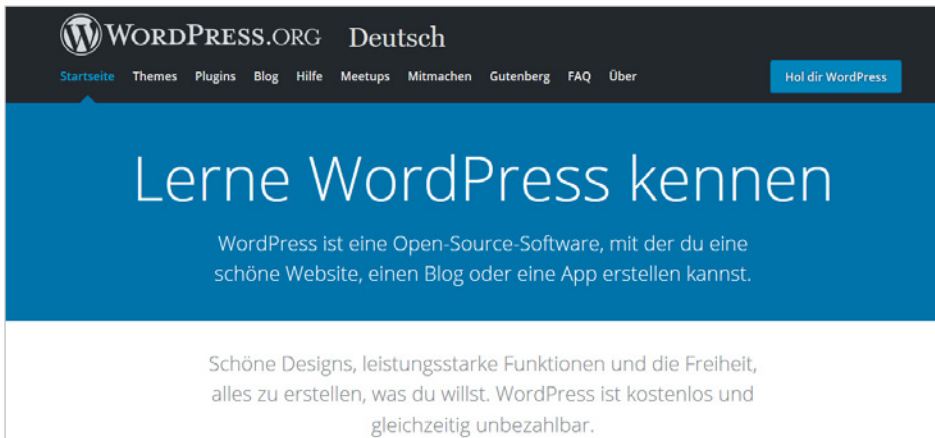 WORDPRESS.ORG Deutsch
Startseite Themes Plugins Blog Hilfe Meetups Mitmachen Gutenberg FAQ Über Hol dir WordPress
Lerne WordPress kennen
WordPress ist eine Open-Source-Software, mit der du eine
schöne Website, einen Blog oder eine App erstellen kannst.
Schöne Designs, leistungsstarke Funktionen und die Freiheit,
alles zu erstellen, was du willst. WordPress ist kostenlos und
gleichzeitig unbezahlbar.